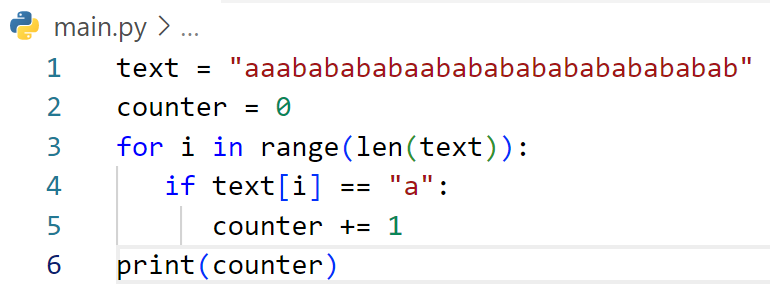 main.py > ...
1 text = "aaababababaabababababababababab"
2 counter = 0
3 for i in range(len(text)):
4 if text[i] == "a":
5 counter += 1
6 print(counter)